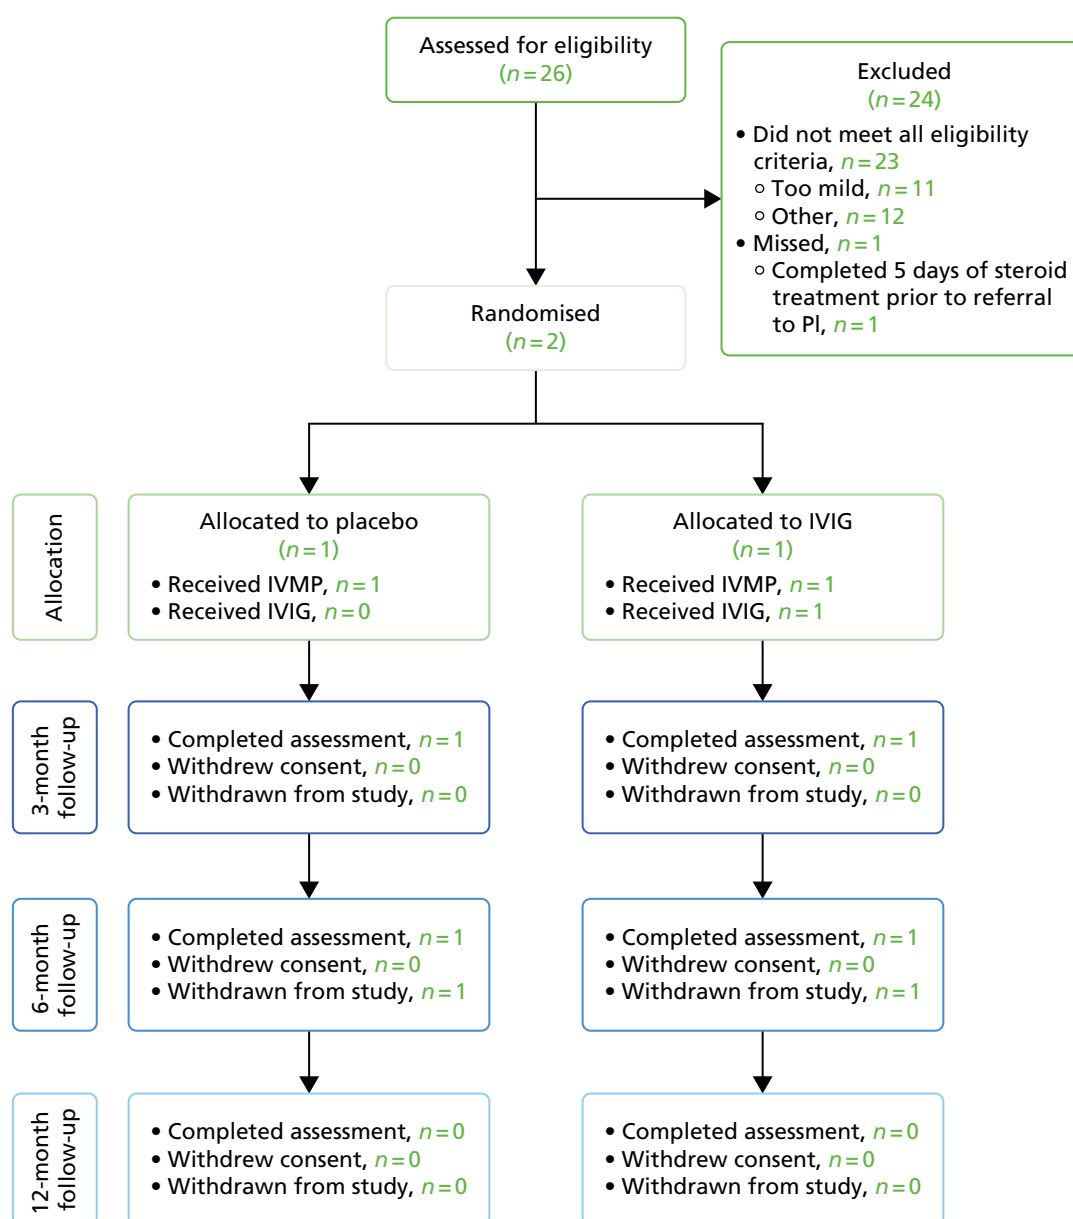 Assessed for eligibility
(n=26)
Excluded
(n=24)
• Did not meet all eligibility
criteria, n=23
○ Too mild, n=11
○ Other, n=12
• Missed, n=1
○ Completed 5 days of steroid
treatment prior to referral
to PI, n=1
Randomised
(n=2)
Allocation
Allocated to placebo
(n=1)
• Received IVMP, n=1
• Received IVIG, n=0
Allocated to IVIG
(n=1)
• Received IVMP, n=1
• Received IVIG, n=1
3-month
follow-up
• Completed assessment, n=1
• Withdrew consent, n=0
• Withdrawn from study, n=0
• Completed assessment, n=1
• Withdrew consent, n=0
• Withdrawn from study, n=0
6-month
follow-up
• Completed assessment, n=1
• Withdrew consent, n=0
• Withdrawn from study, n=1
• Completed assessment, n=1
• Withdrew consent, n=0
• Withdrawn from study, n=1
12-month
follow-up
• Completed assessment, n=0
• Withdrew consent, n=0
• Withdrawn from study, n=0
• Completed assessment, n=0
• Withdrew consent, n=0
• Withdrawn from study, n=0